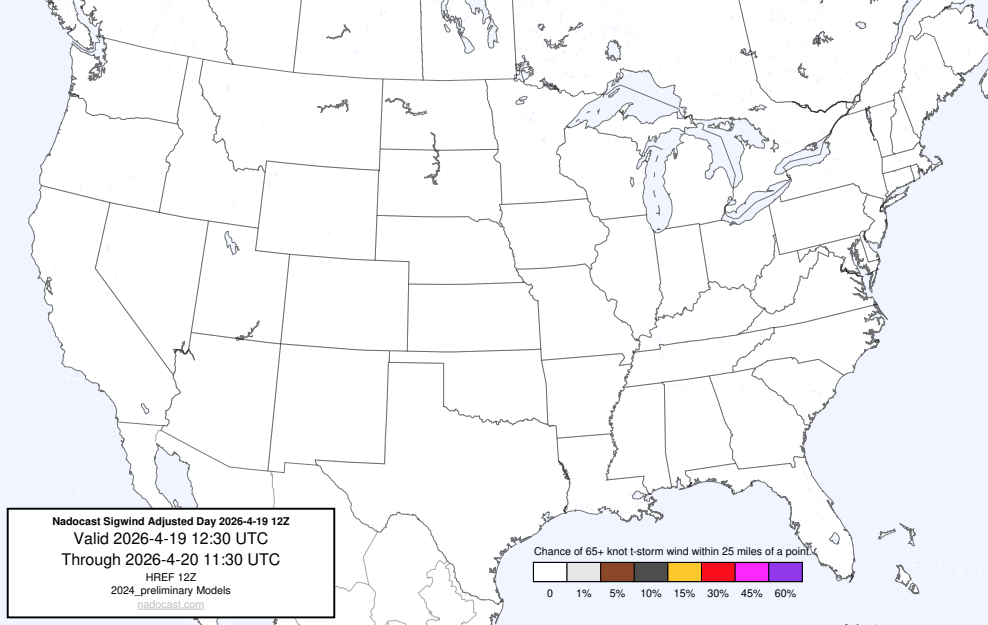 Nadocast Sigwind Adjusted Day 2026-4-19 12Z
Valid 2026-4-19 12:30 UTC
Through 2026-4-20 11:30 UTC
HREF 12Z
2024_preliminary Models
nadocast.com
Chance of 65+ knot t-storm wind within 25 miles of a point.
0 1% 5% 10% 15% 30% 45% 60%